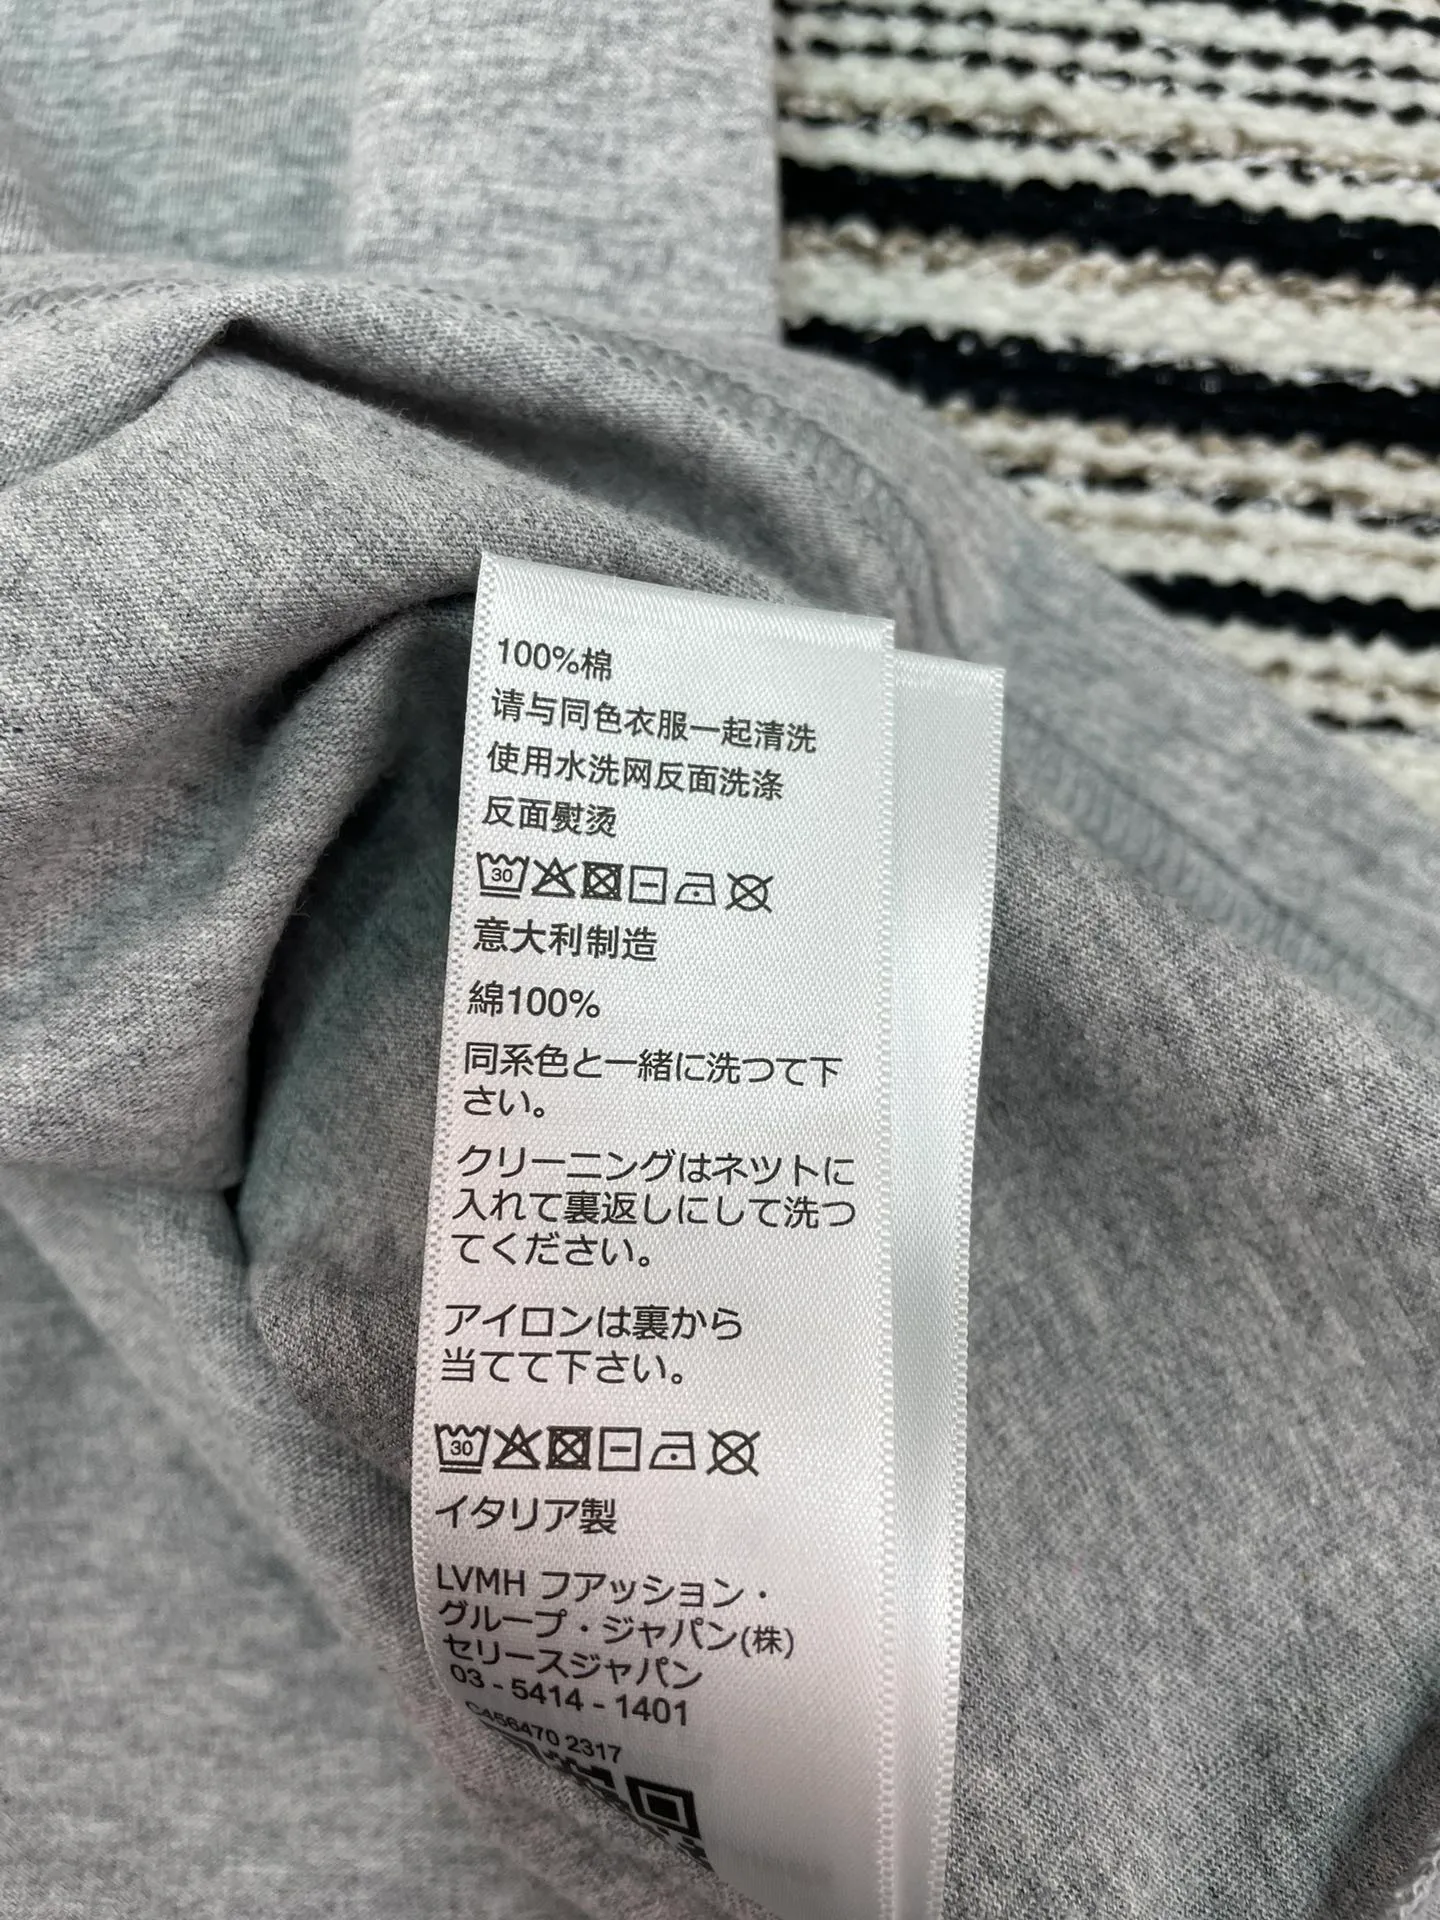 100%棉
请与同色衣服一起清洗
使用水洗网反面洗涤
反面熨烫
30
意大利制造
綿100%
同系色と一緒に洗つて下
さい。
クリーニングはネツトに
入れて裏返しにして洗つ
てください。
アイロンは裏から
当てて下さい。
30
イタリア製
LVMH フアッション・
グループ・ジャパン(株)
セリースジャパン
03 - 5414 - 1401
C456470 2317